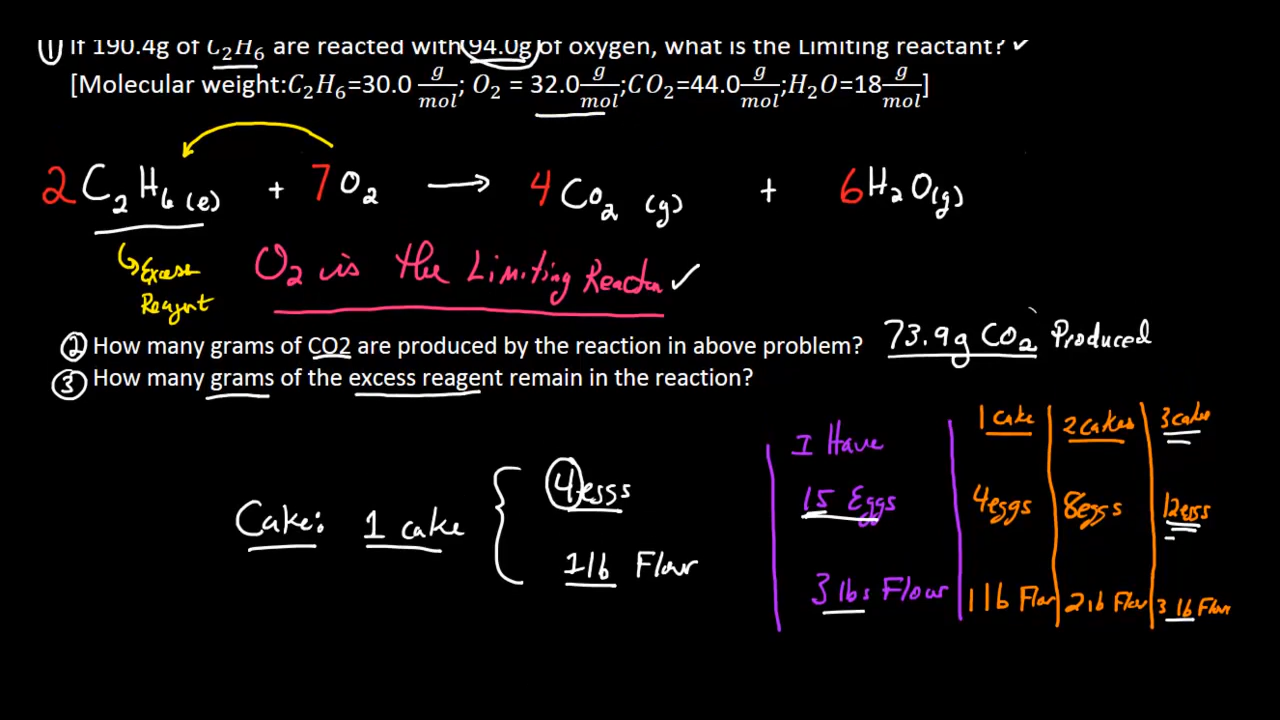 ① If 190.4g of C₂H₆ are reacted with 94.0g of oxygen, what is the Limiting reactant? ✓
[Molecular weight:C₂H₆=30.0 g/mol; O₂ = 32.0 g/mol;CO₂=44.0 g/mol;H₂O=18 g/mol]
2C₂H₆(e) + 7O₂ → 4CO₂(g) + 6H₂O(g)
Excess
Reagent
O₂ is the Limiting Reactan ✓
② How many grams of CO2 are produced by the reaction in above problem? 73.9g CO₂ Produced
③ How many grams of the excess reagent remain in the reaction?
I Have
1 cake
2 cakes
3 cakes
15 Eggs
4 eggs
8 eggs
12 eggs
3 lbs Flour
1 lb Flour
2 lb Flour
3 lb Flour
Cake: 1 cake
4 eggs
1 lb Flour